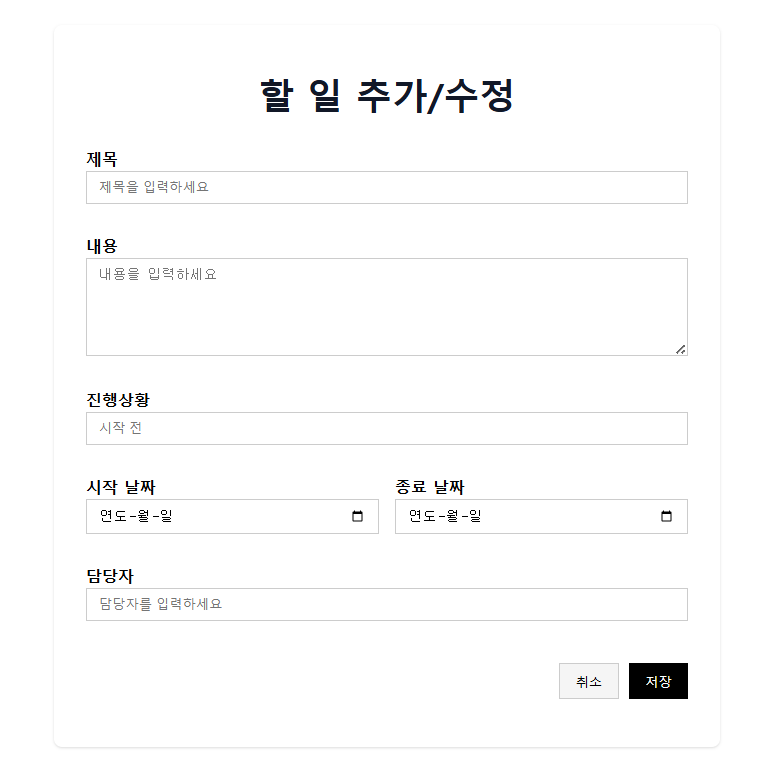 할 일 추가/수정
제목
제목을 입력하세요
내용
내용을 입력하세요
진행상황
시작 전
시작 날짜 종료 날짜
연도-월-일 연도-월-일
담당자
담당자를 입력하세요
취소 저장